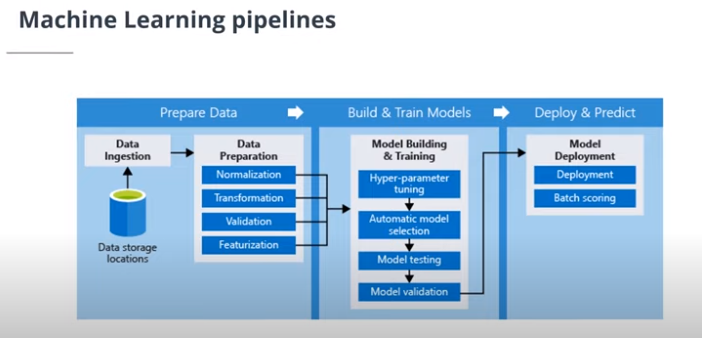 Machine Learning pipelines
Prepare Data
Build & Train Models
Deploy & Predict
Data
Ingestion
Data storage
locations
Data
Preparation
Normalization
Transformation
Validation
Featurization
Model Building
& Training
Hyper-parameter
tuning
Automatic model
selection
Model testing
Model validation
Model
Deployment
Deployment
Batch scoring